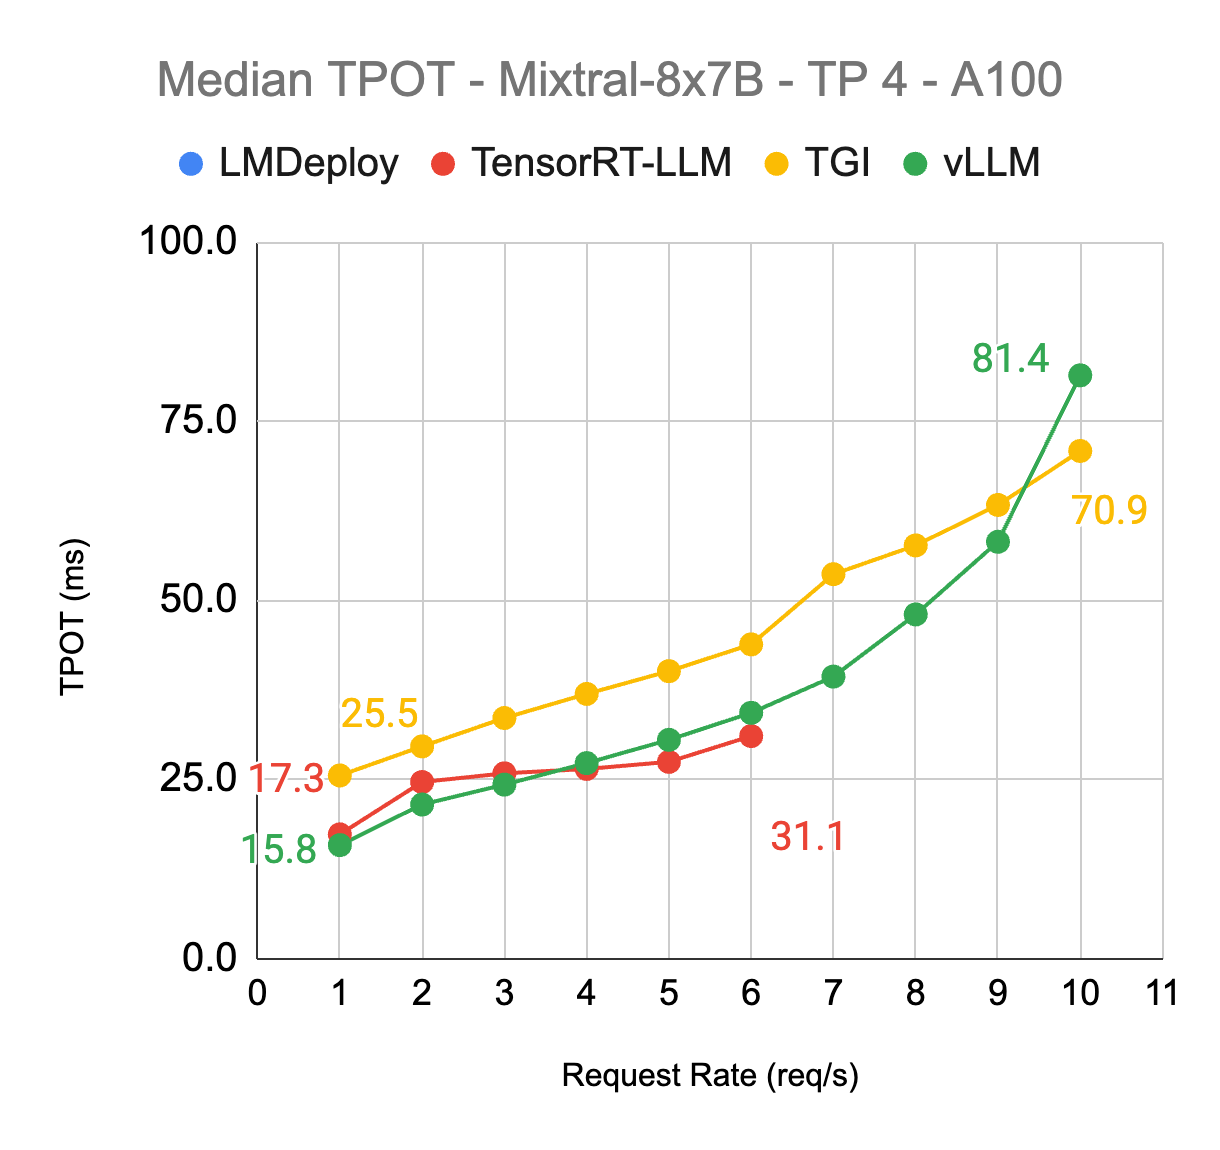 Median TPOT - Mixtral-8x7B - TP 4 - A100
LMDeploy TensorRT-LLM TGI vLLM
100.0
81.4
75.0
70.9
TPOT (ms)
50.0
25.5
25.0
17.3
31.1
15.8
0.0
0 1 2 3 4 5 6 7 8 9 10 11
Request Rate (req/s)